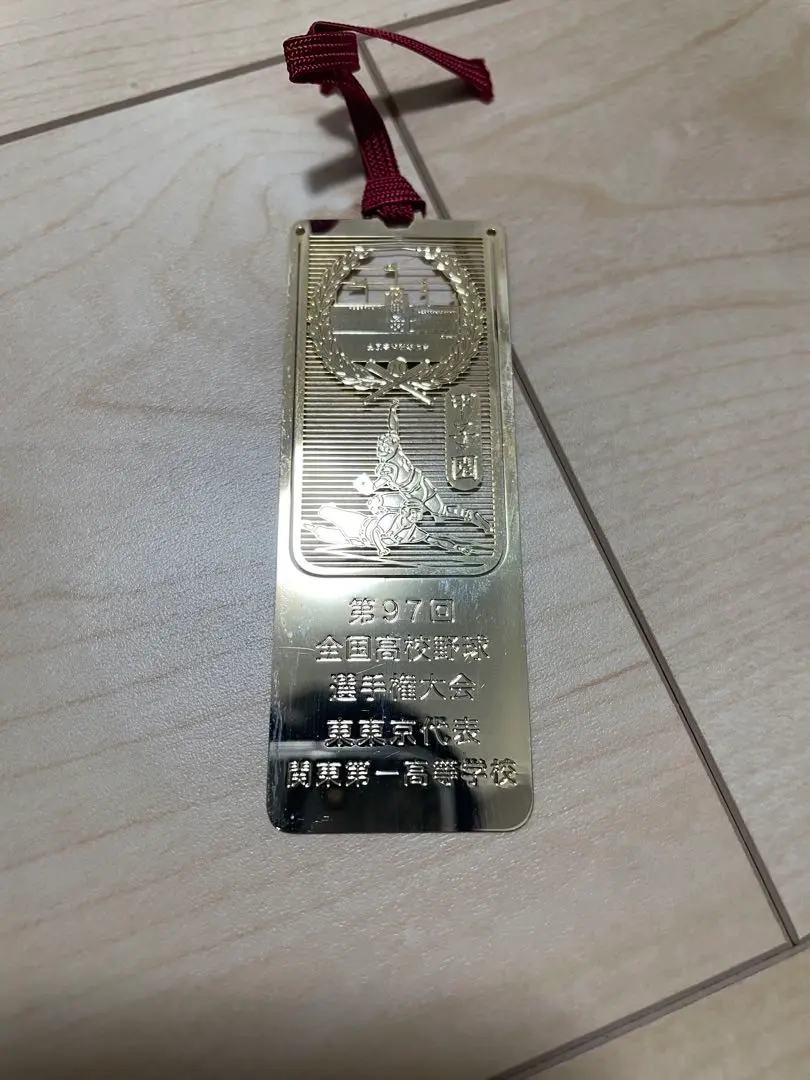 甲子園
第97回
全国高校野球
選手権大会
東東京代表
関東第一高等学校